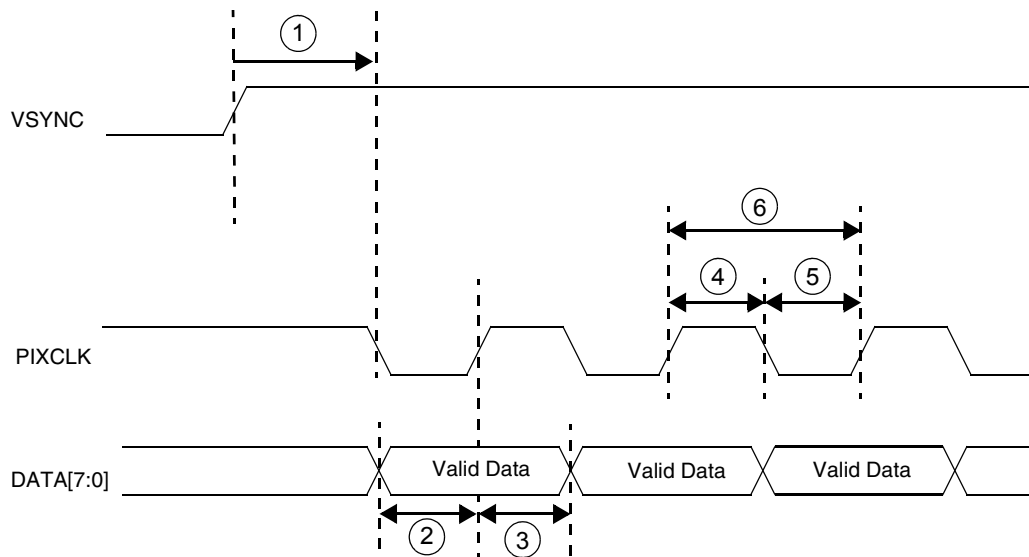 1
VSYNC
6
4 5
PIXCLK
DATA[7:0] Valid Data Valid Data Valid Data
2 3